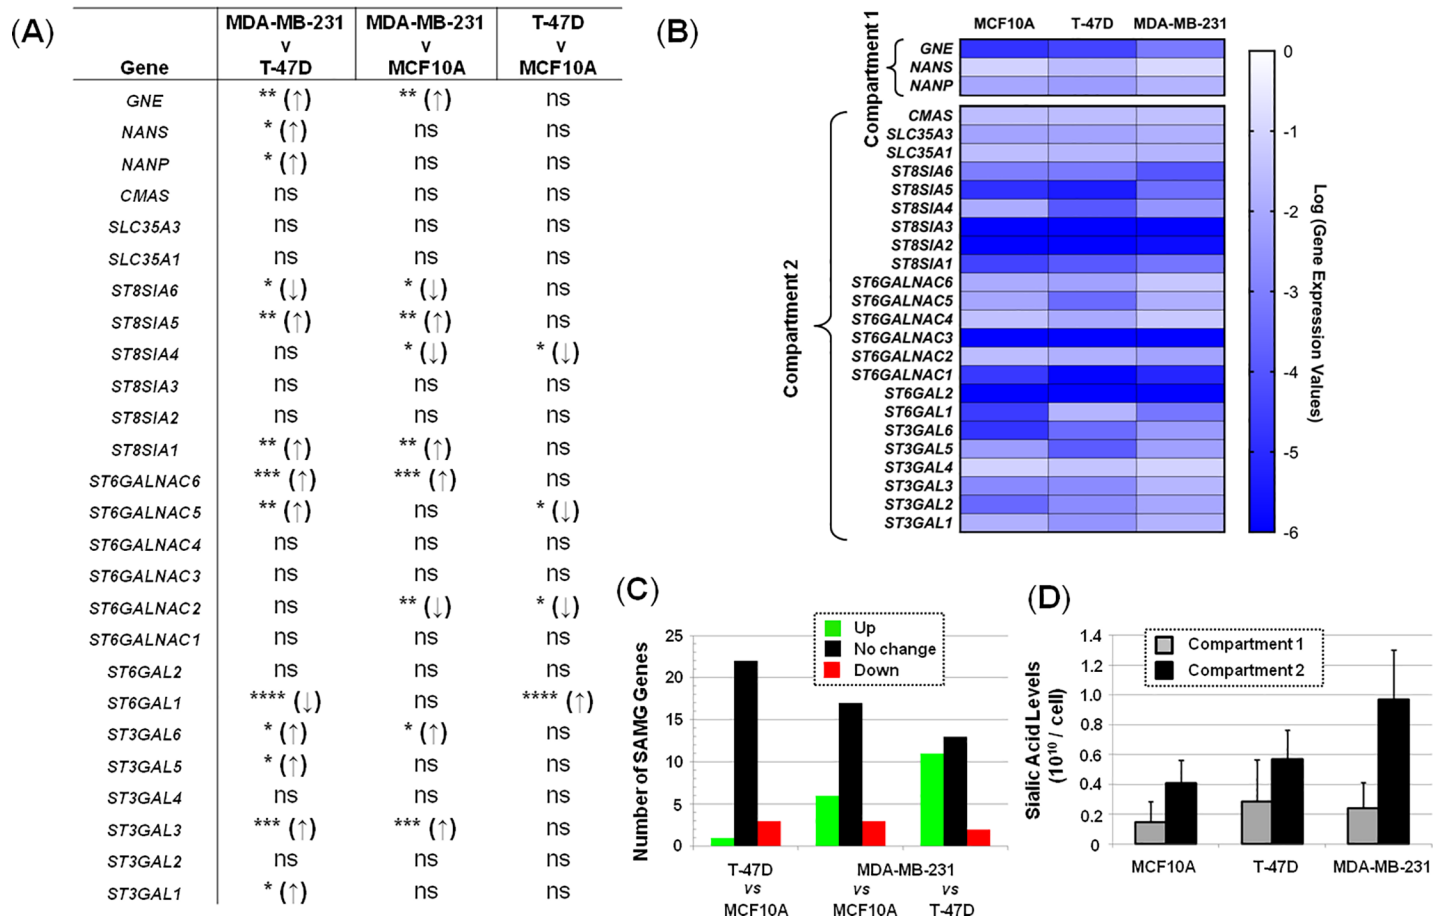 (A)
Gene MDA-MB-231 v T-47D MDA-MB-231 v MCF10A T-47D v MCF10A
GNE ** (↑) ** (↑) ns
NANS * (↑) ns ns
NANP * (↑) ns ns
CMAS ns ns ns
SLC35A3 ns ns ns
SLC35A1 ns ns ns
ST8SIA6 * (↓) * (↓) ns
ST8SIA5 ** (↑) ** (↑) ns
ST8SIA4 ns * (↓) * (↓)
ST8SIA3 ns ns ns
ST8SIA2 ns ns ns
ST8SIA1 ** (↑) ** (↑) ns
ST6GALNAC6 *** (↑) *** (↑) ns
ST6GALNAC5 ** (↑) ns * (↓)
ST6GALNAC4 ns ns ns
ST6GALNAC3 ns ns ns
ST6GALNAC2 ns ** (↓) * (↓)
ST6GALNAC1 ns ns ns
ST6GAL2 ns ns ns
ST6GAL1 **** (↓) ns **** (↑)
ST3GAL6 * (↑) * (↑) ns
ST3GAL5 * (↑) ns ns
ST3GAL4 ns ns ns
ST3GAL3 *** (↑) *** (↑) ns
ST3GAL2 ns ns ns
ST3GAL1 * (↑) ns ns
(B)
MCF10A T-47D MDA-MB-231
Compartment 1
GNE
NANS
NANP
Compartment 2
CMAS
SLC35A3
SLC35A1
ST8SIA6
ST8SIA5
ST8SIA4
ST8SIA3
ST8SIA2
ST8SIA1
ST6GALNAC6
ST6GALNAC5
ST6GALNAC4
ST6GALNAC3
ST6GALNAC2
ST6GALNAC1
ST6GAL2
ST6GAL1
ST3GAL6
ST3GAL5
ST3GAL4
ST3GAL3
ST3GAL2
ST3GAL1
0
-1
-2
-3
-4
-5
-6
Log (Gene Expression Values)
(C)
Up
No change
Down
Number of SAMG Genes
25
20
15
10
5
0
T-47D MDA-MB-231
vs vs vs
MCF10A MCF10A T-47D
(D)
Compartment 1
Compartment 2
Sialic Acid Levels
(10¹⁰ / cell)
1.4
1.2
1.0
0.8
0.6
0.4
0.2
0
MCF10A T-47D MDA-MB-231